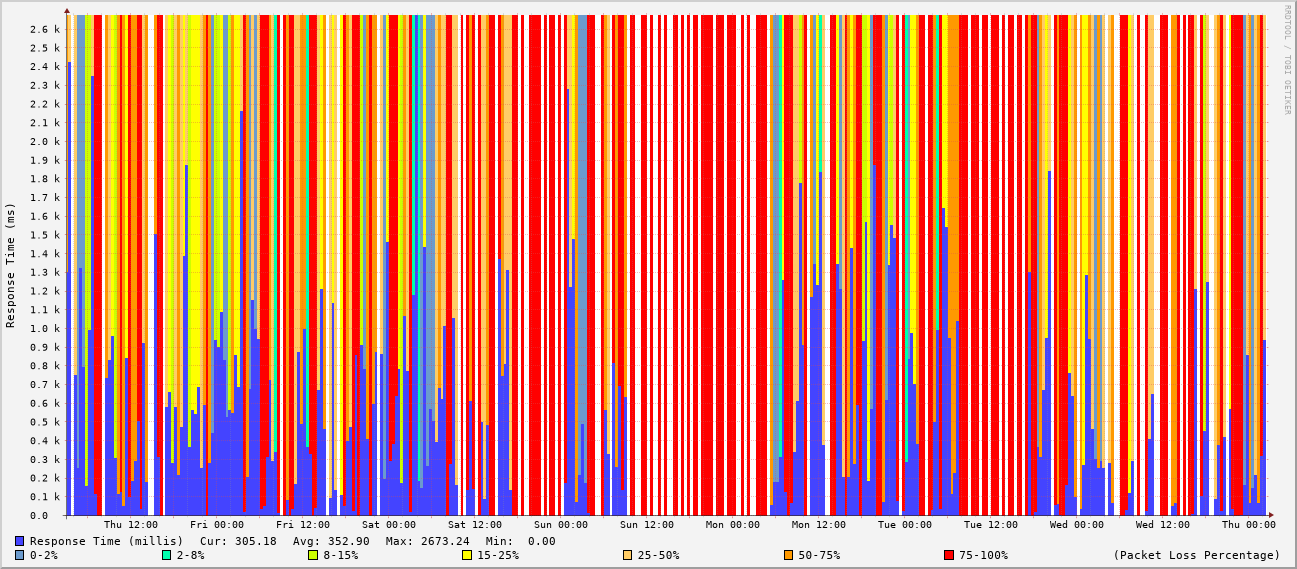 RRDTOOL / TOBI OETIKER
Response Time (ms)
2.6 k
2.5 k
2.4 k
2.3 k
2.2 k
2.1 k
2.0 k
1.9 k
1.8 k
1.7 k
1.6 k
1.5 k
1.4 k
1.3 k
1.2 k
1.1 k
1.0 k
0.9 k
0.8 k
0.7 k
0.6 k
0.5 k
0.4 k
0.3 k
0.2 k
0.1 k
0.0
Thu 12:00 Fri 00:00 Fri 12:00 Sat 00:00 Sat 12:00 Sun 00:00 Sun 12:00 Mon 00:00 Mon 12:00 Tue 00:00 Tue 12:00 Wed 00:00 Wed 12:00 Thu 00:00
Response Time (millis) Cur: 305.18 Avg: 352.90 Max: 2673.24 Min: 0.00
0-2% 2-8% 8-15% 15-25% 25-50% 50-75% 75-100% (Packet Loss Percentage)